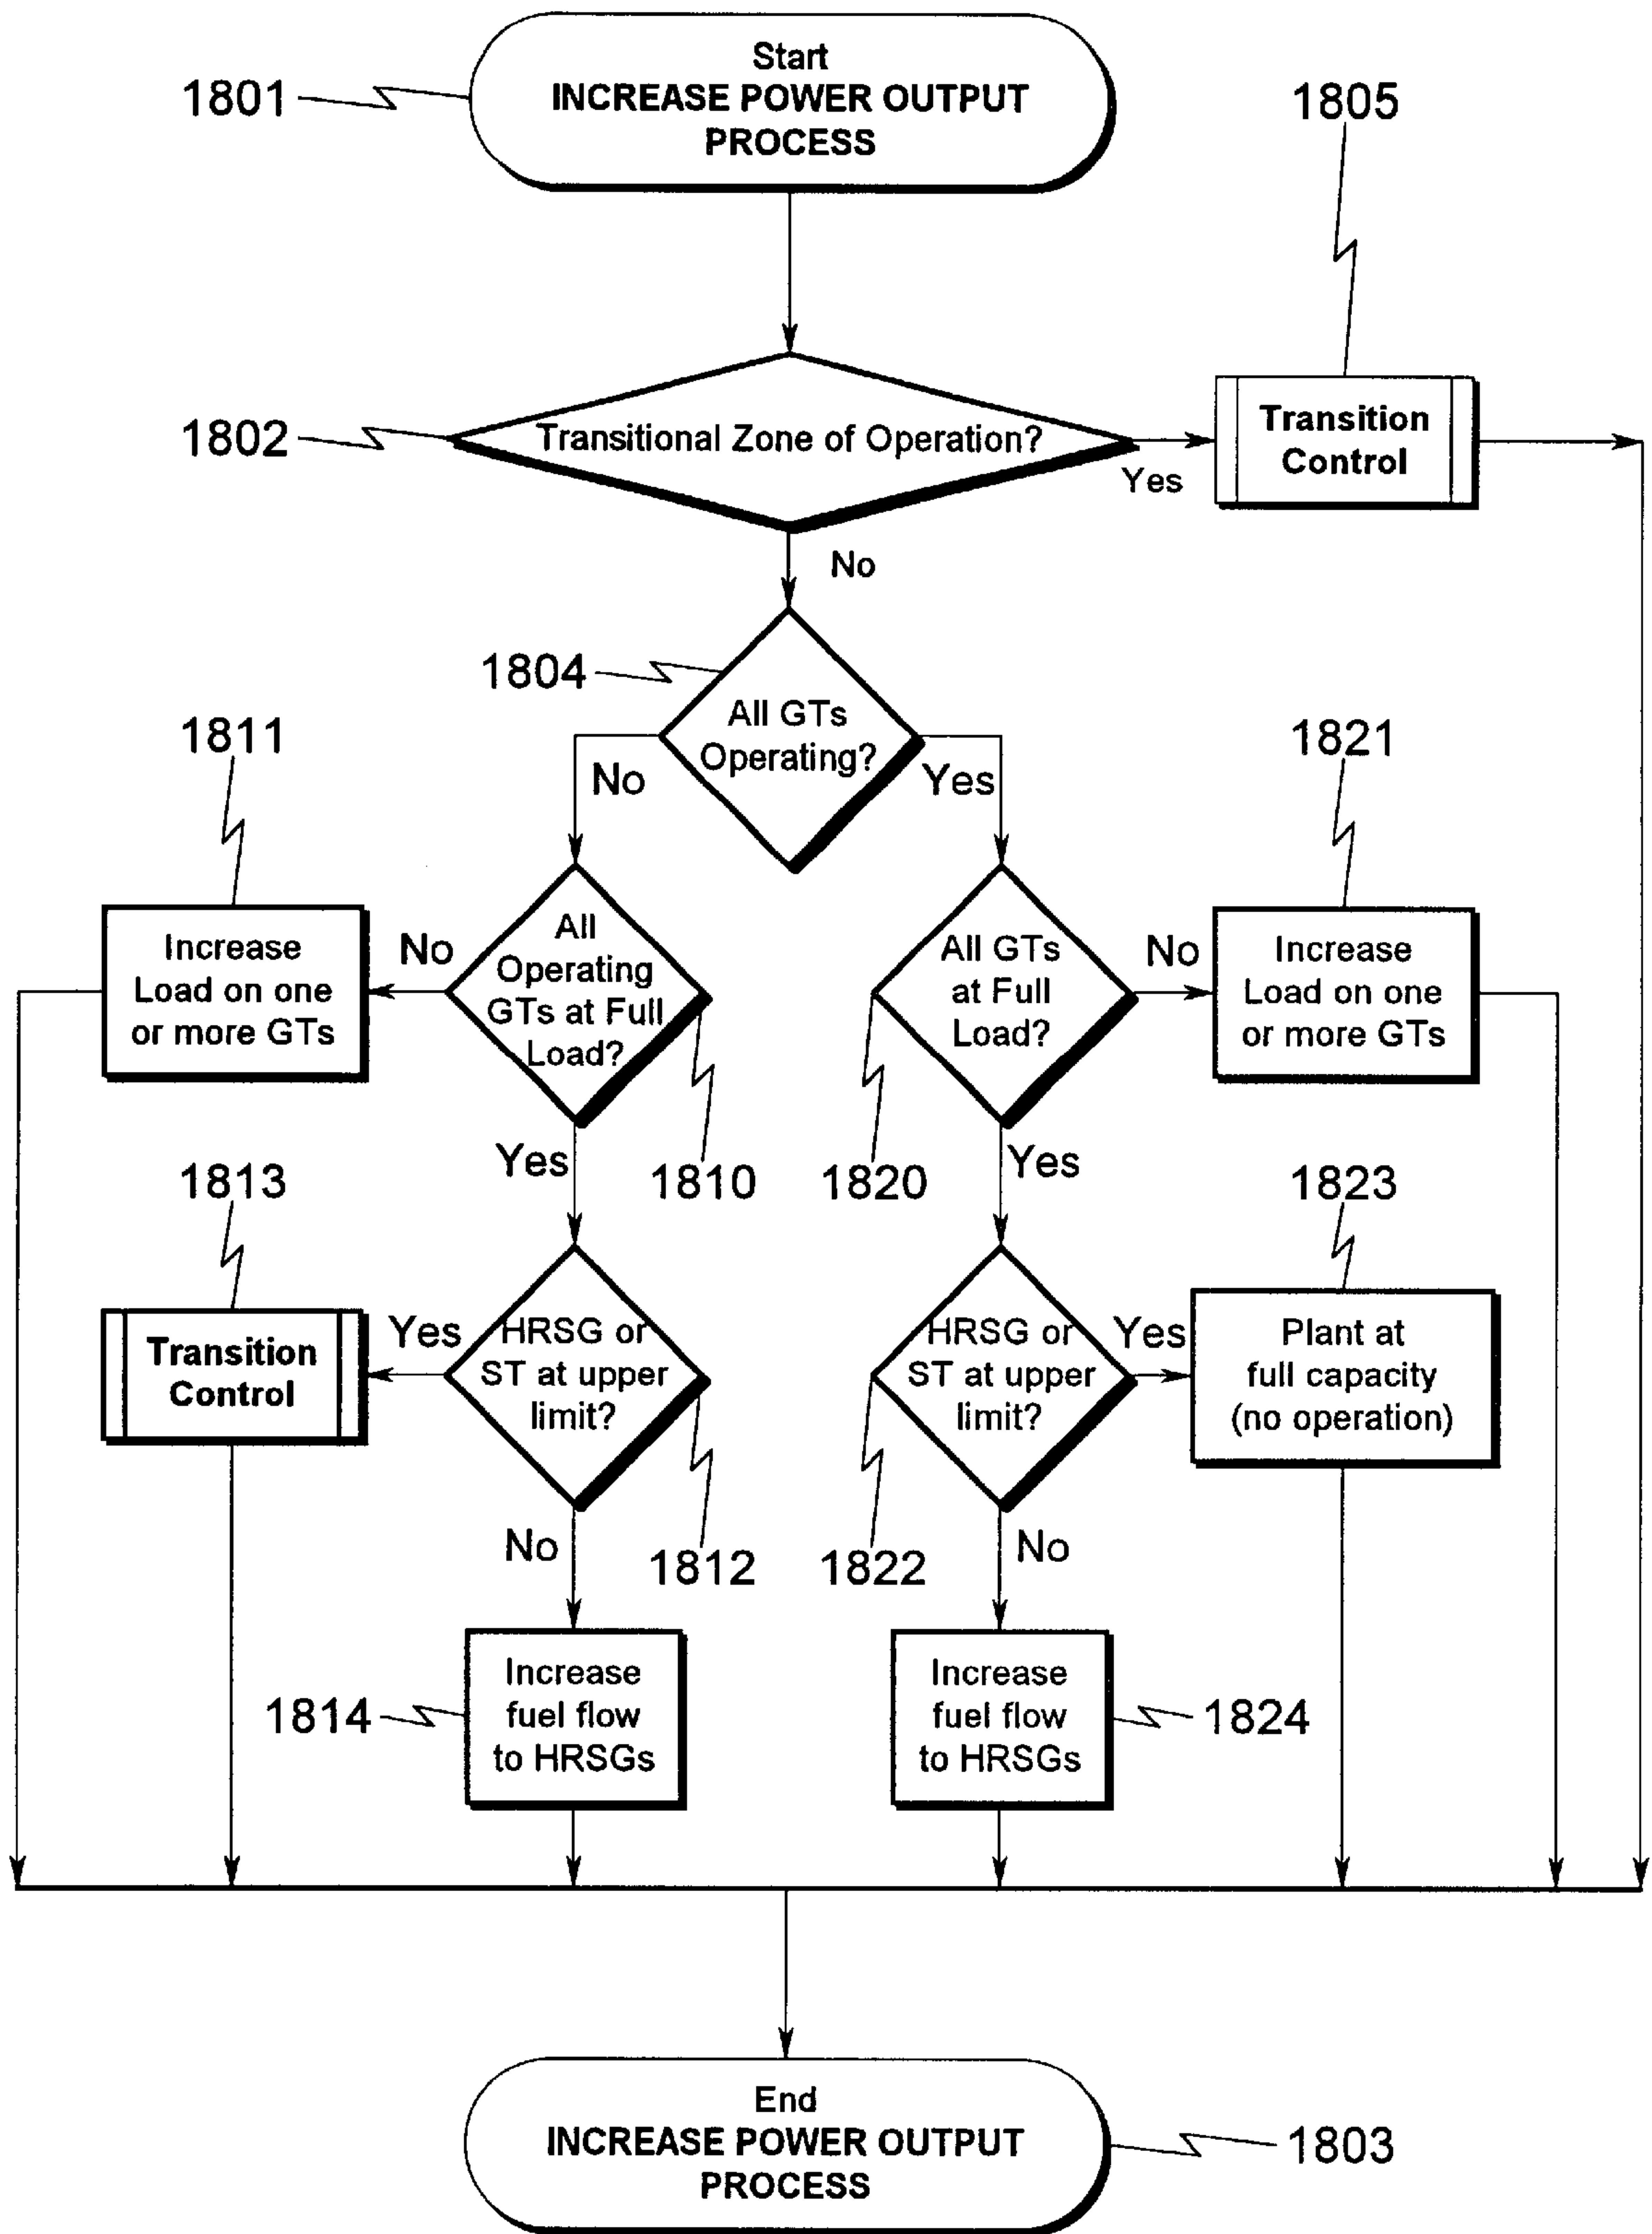 Start
INCREASE POWER OUTPUT
PROCESS
1801
1805
1802
Transitional Zone of Operation?
Yes
Transition
Control
No
1804
All GTs
Operating?
No
Yes
1811
1821
Increase
Load on one
or more GTs
No
All
Operating
GTs at Full
Load?
All GTs
at Full
Load?
No
Increase
Load on one
or more GTs
Yes
1810
1820
Yes
1813
1823
Transition
Control
Yes
HRSG or
ST at upper
limit?
HRSG or
ST at upper
limit?
Yes
Plant at
full capacity
(no operation)
No
1812
1822
No
1814
Increase
fuel flow
to HRSGs
Increase
fuel flow
to HRSGs
1824
End
INCREASE POWER OUTPUT
PROCESS
1803